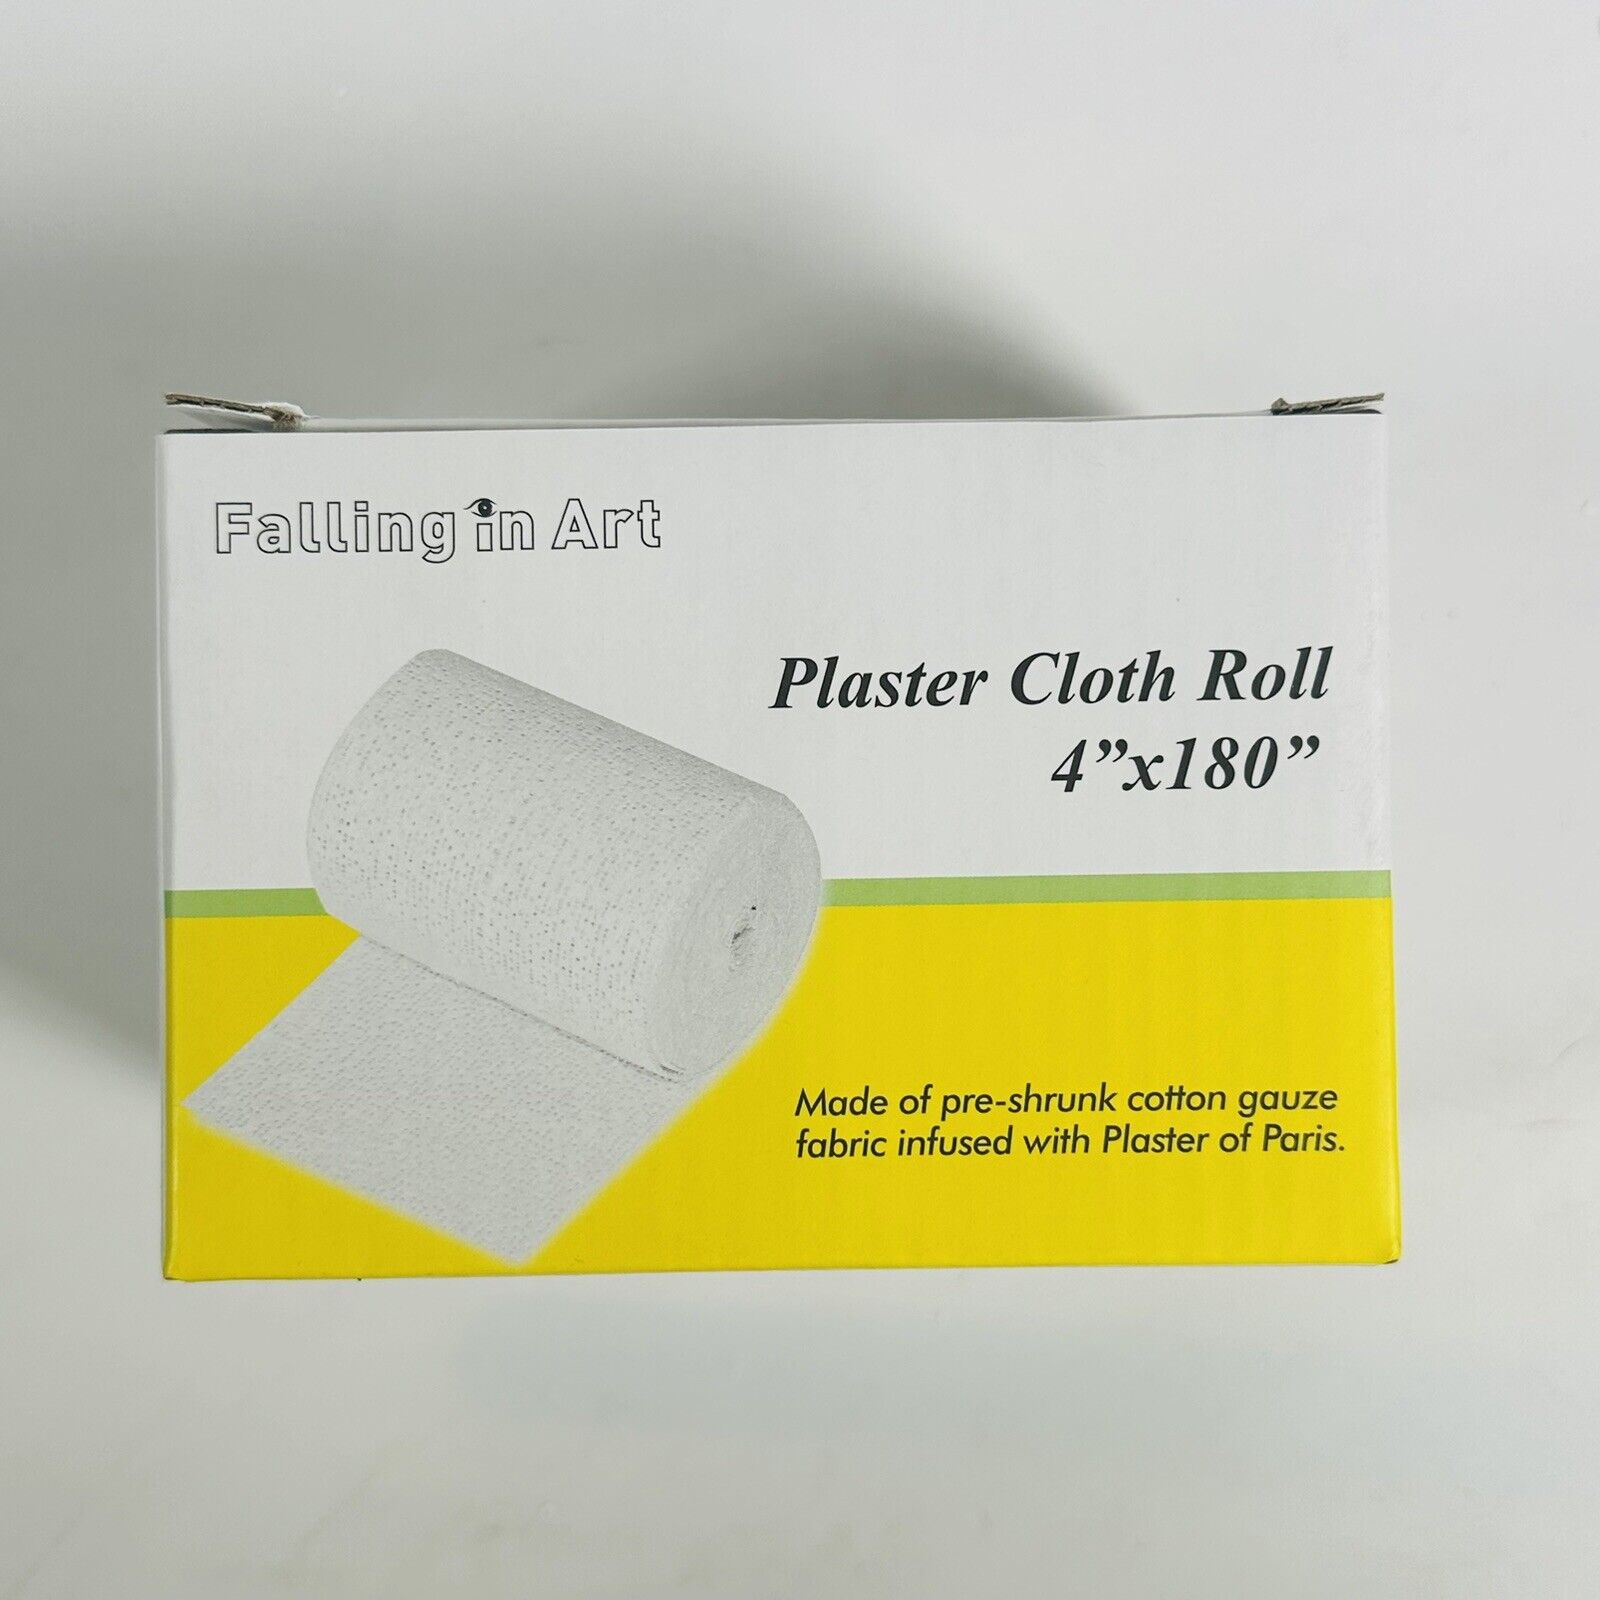 Falling in Art
Plaster Cloth Roll
4”x180”
Made of pre-shrunk cotton gauze
fabric infused with Plaster of Paris.